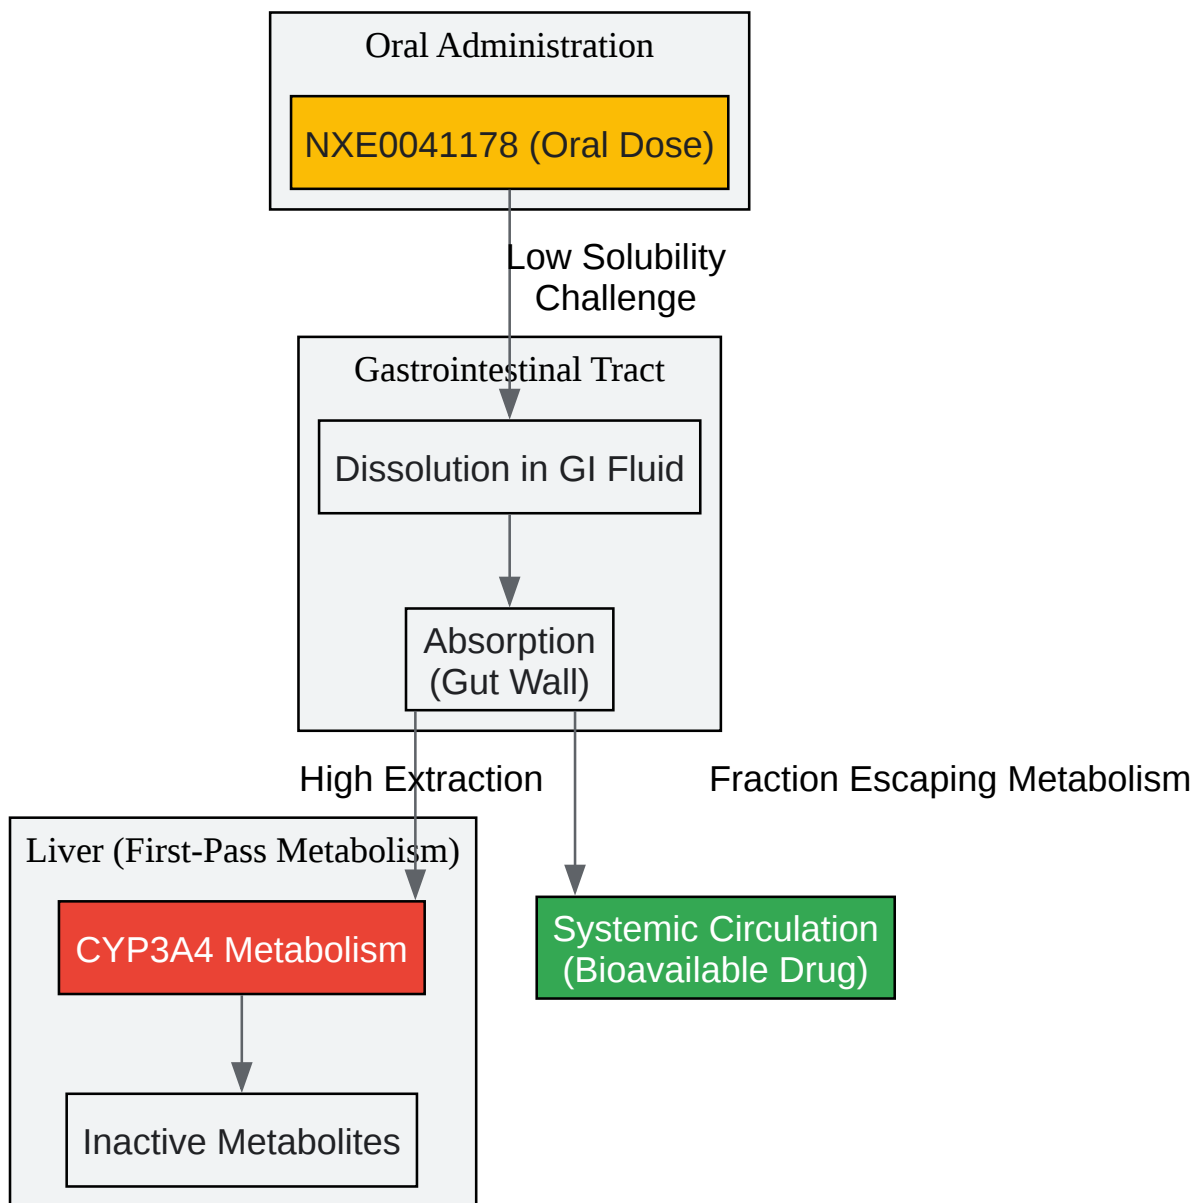 Oral Administration
NXE0041178 (Oral Dose)
Low Solubility
Challenge
Gastrointestinal Tract
Dissolution in GI Fluid
Absorption
(Gut Wall)
High Extraction
Fraction Escaping Metabolism
Liver (First-Pass Metabolism)
CYP3A4 Metabolism
Systemic Circulation
(Bioavailable Drug)
Inactive Metabolites